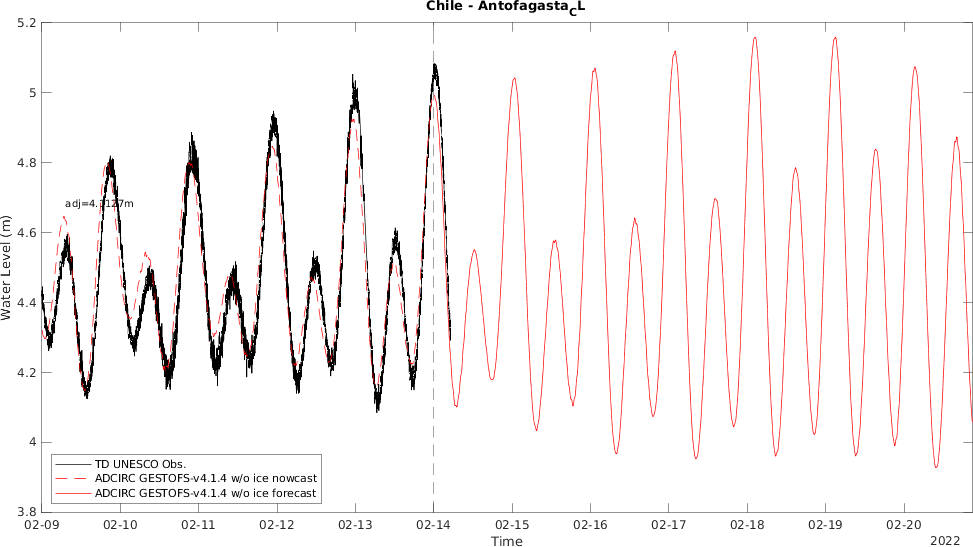 Chile - Antofagasta_CL
5.2
5
4.8
4.6
4.4
4.2
4
3.8
Water Level (m)
TD UNESCO Obs.
ADCIRC GESTOFS-v4.1.4 w/o ice nowcast
ADCIRC GESTOFS-v4.1.4 w/o ice forecast
02-09 02-10 02-11 02-12 02-13 02-14 02-15 02-16 02-17 02-18 02-19 02-20
Time
2022